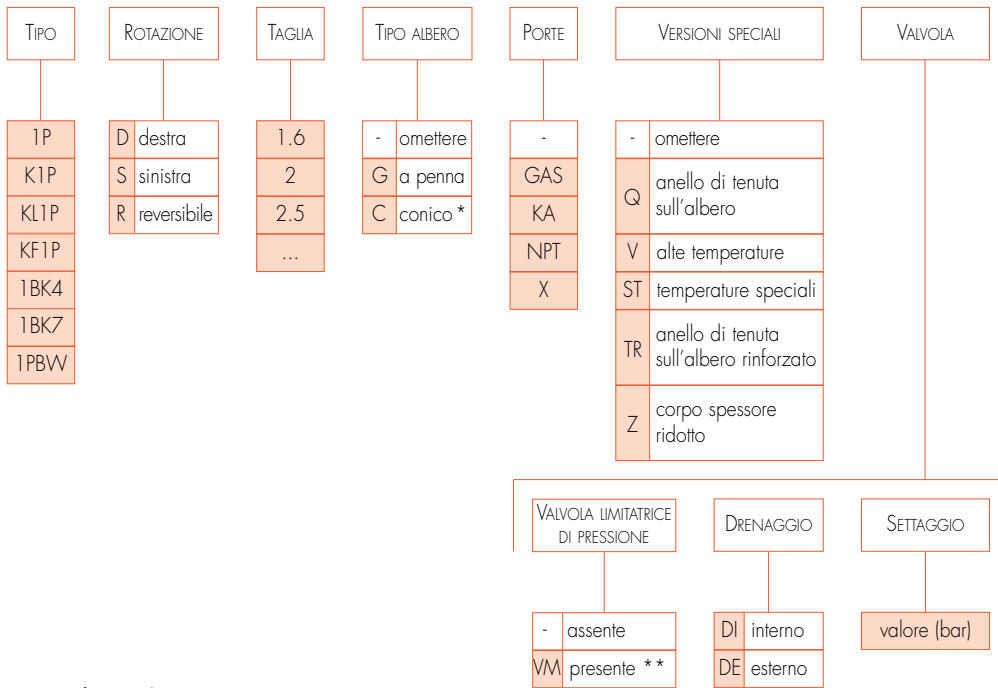 TIPO
ROTAZIONE
TAGLIA
TIPO ALBERO
PORTE
VERSIONI SPECIALI
VALVOLA
1P
K1P
KL1P
KF1P
1BK4
1BK7
1PBW
D destra
S sinistra
R reversibile
1.6
2
2.5
...
- omettere
G a penna
C conico *
-
GAS
KA
NPT
X
- omettere
Q anello di tenuta
sull'albero
V alte temperature
ST temperature speciali
TR anello di tenuta
sull'albero rinforzato
Z corpo spessore
ridotto
VALVOLA LIMITATRICE
DI PRESSIONE
- assente
VM presente **
DRENAGGIO
DI interno
DE esterno
SETTAGGIO
valore (bar)